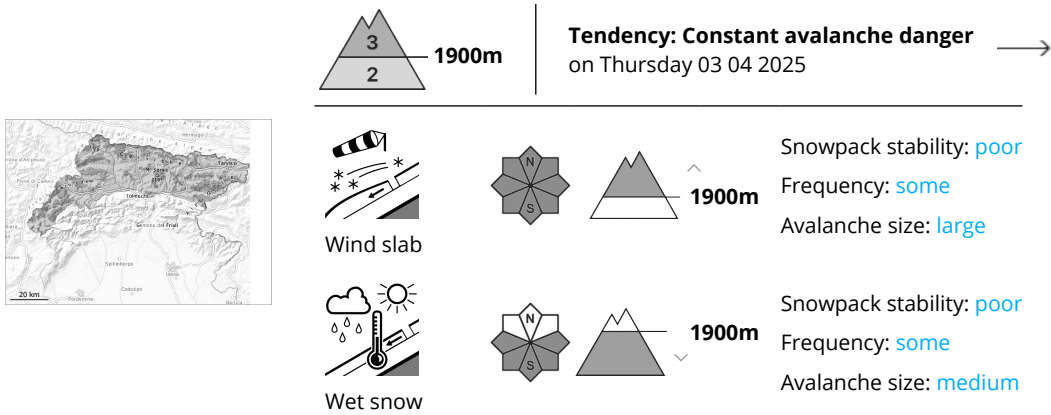 3
2
1900m
Tendency: Constant avalanche danger
on Thursday 03 04 2025
Tarvisio
Tolmezzo
Gemona del Friuli
Spilimbergo
Udine
Codroipo
Pordenone
20 km
N
S
1900m
Snowpack stability: poor
Frequency: some
Avalanche size: large
Wind slab
N
S
1900m
Snowpack stability: poor
Frequency: some
Avalanche size: medium
Wet snow